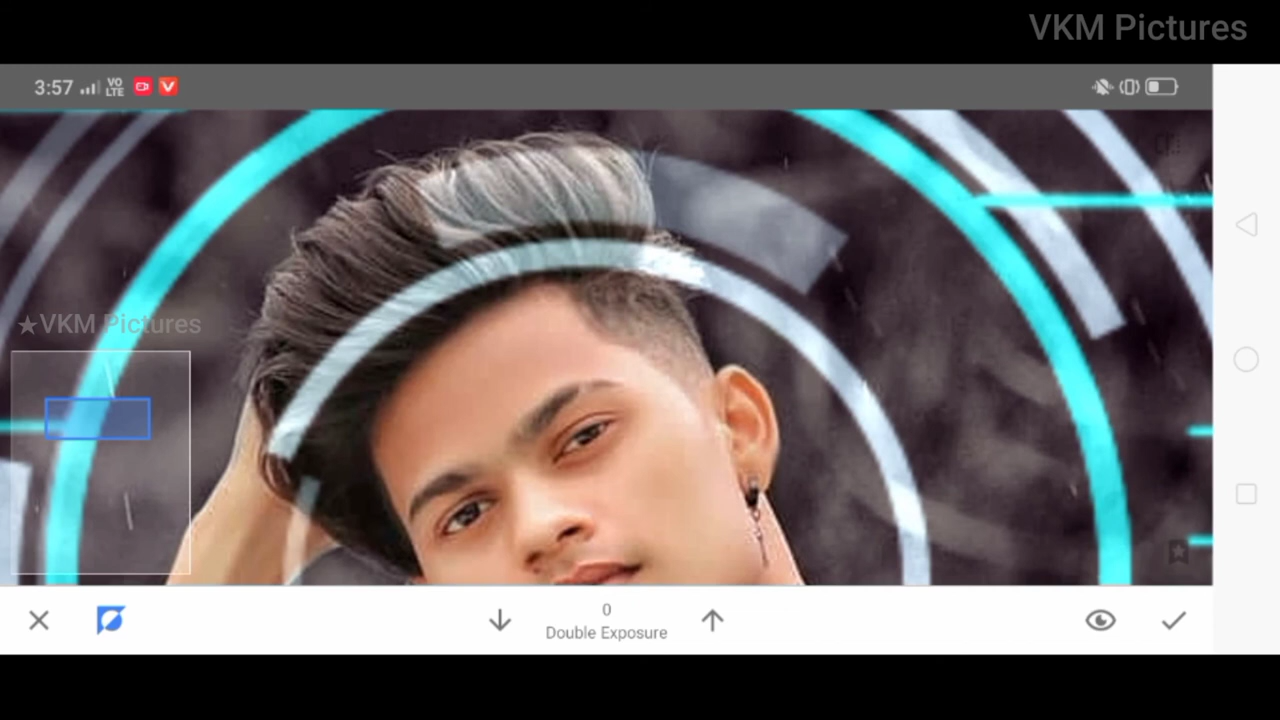 VKM Pictures
3:57 VO LTE
★VKM Pictures
0
Double Exposure